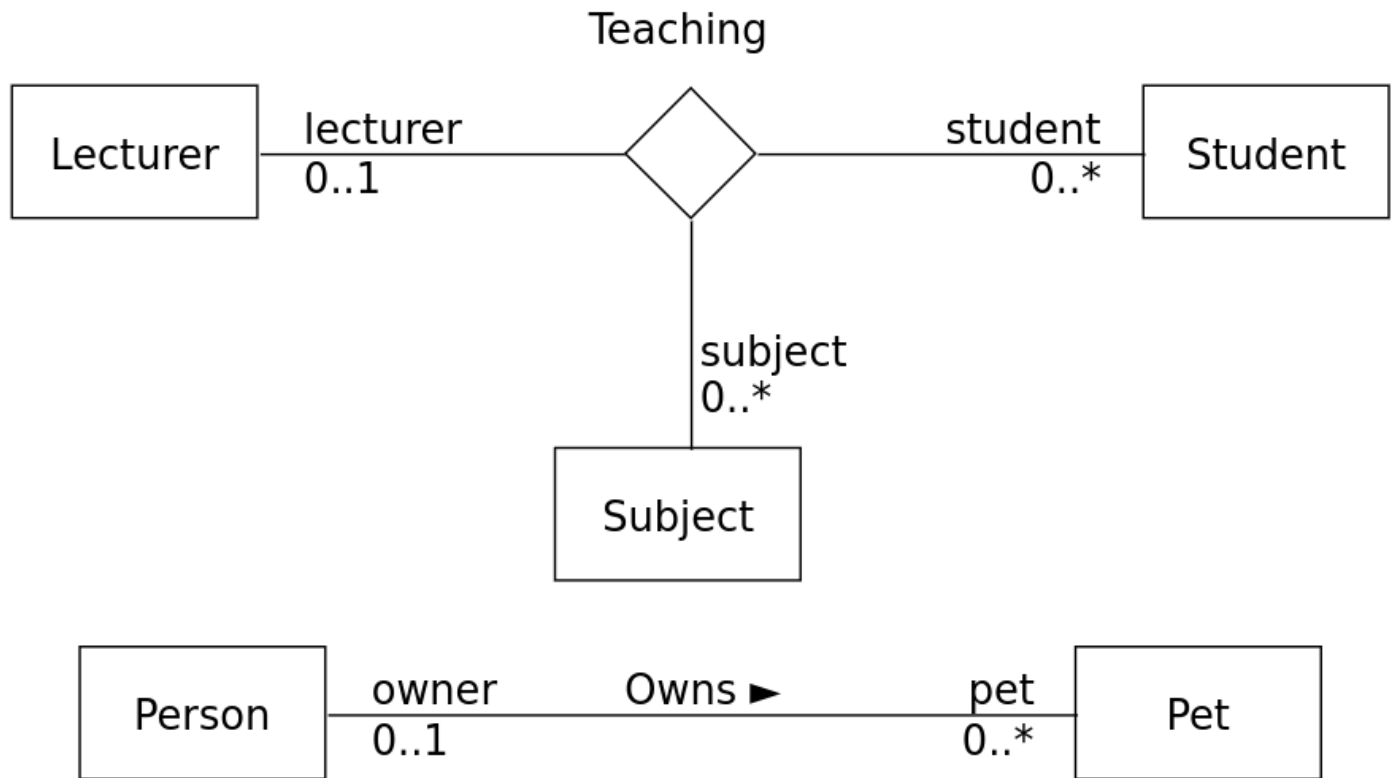 Teaching
Lecturer
lecturer
0..1
student
0..*
Student
subject
0..*
Subject
Person
owner
0..1
Owns ►
pet
0..*
Pet